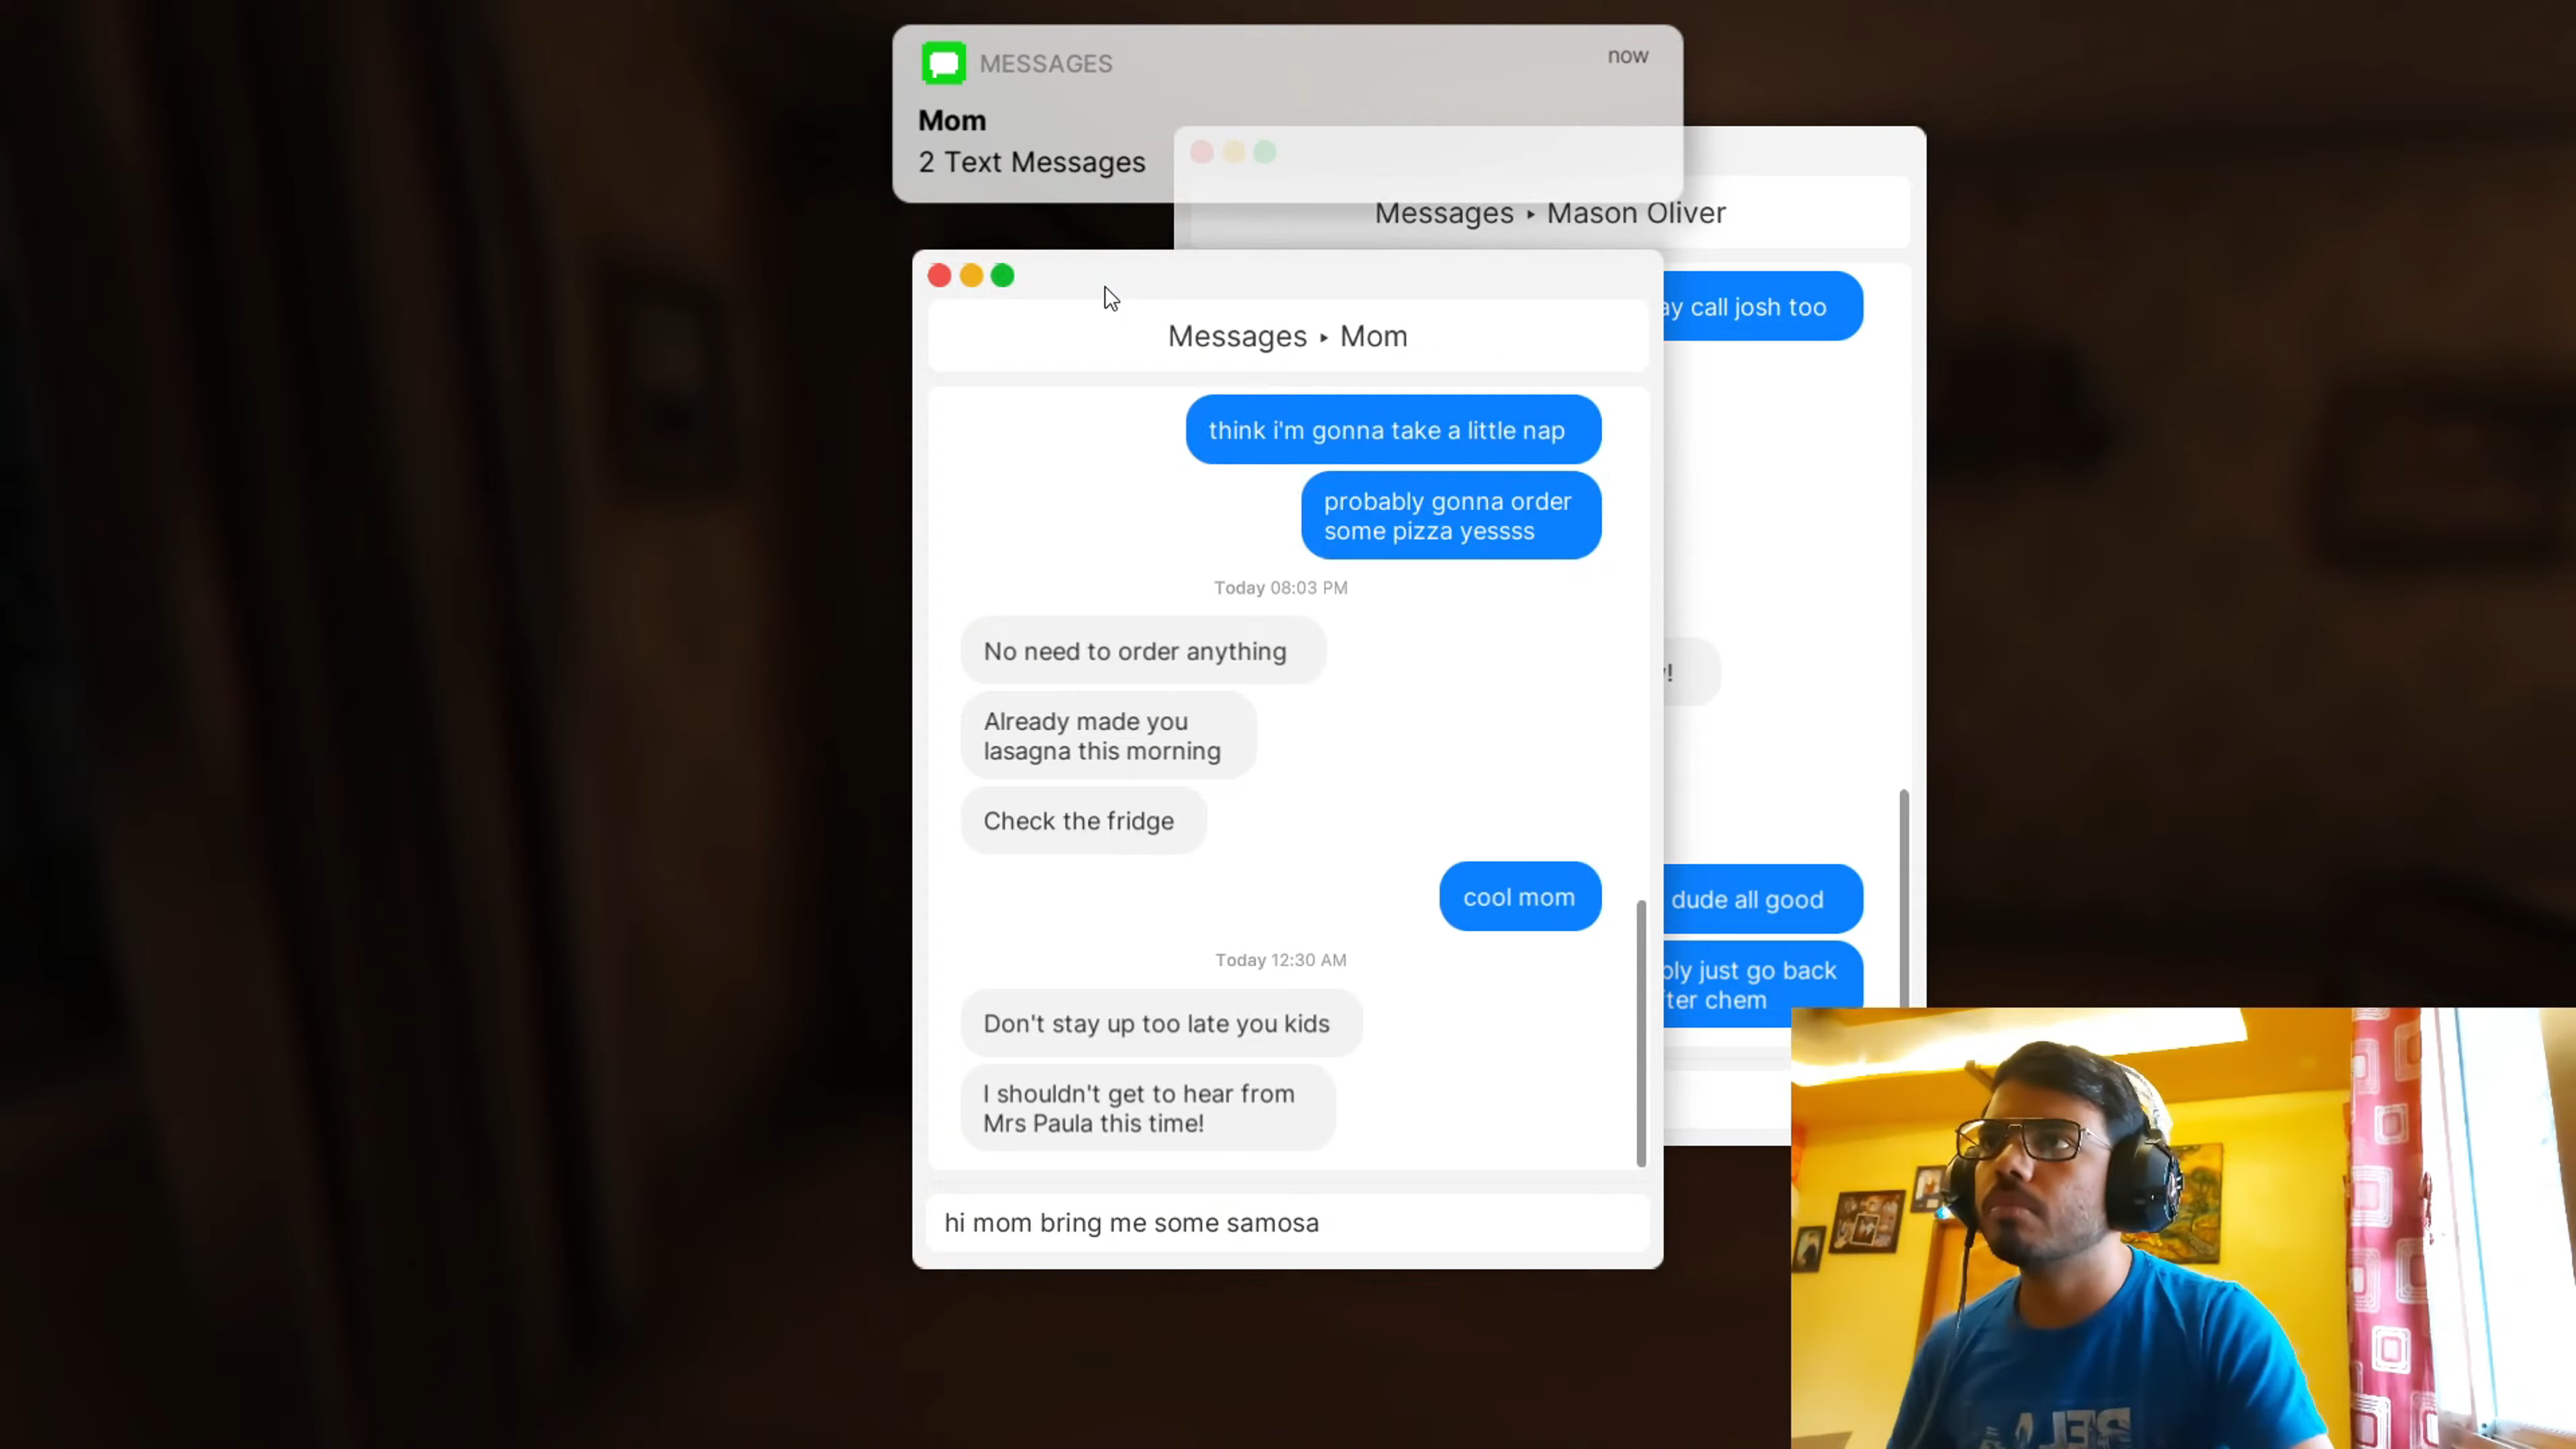 MESSAGES
now
Mom
2 Text Messages
Messages ▸ Mason Oliver
call josh too
Messages ▸ Mom
think i'm gonna take a little nap
probably gonna order
some pizza yessss
Today 08:03 PM
No need to order anything
Already made you
lasagna this morning
Check the fridge
cool mom
dude all good
Today 12:30 AM
just go back
chem
Don't stay up too late you kids
I shouldn't get to hear from
Mrs Paula this time!
hi mom bring me some samosa